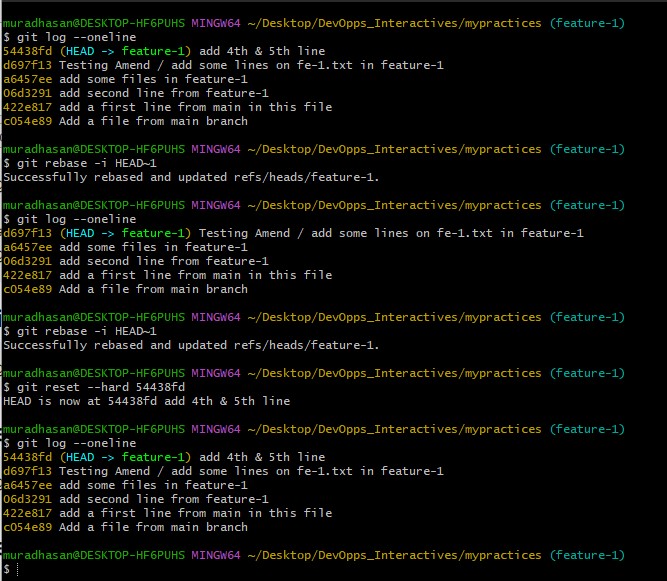 muradhasan@DESKTOP-HF6PUHS MINGW64 ~/Desktop/DevOpps_Interactives/mypractices (feature-1)
$ git log --oneline
54438fd (HEAD -> feature-1) add 4th & 5th line
d697f13 Testing Amend / add some lines on fe-1.txt in feature-1
a6457ee add some files in feature-1
06d3291 add second line from feature-1
422e817 add a first line from main in this file
c054e89 Add a file from main branch
muradhasan@DESKTOP-HF6PUHS MINGW64 ~/Desktop/DevOpps_Interactives/mypractices (feature-1)
$ git rebase -i HEAD~1
Successfully rebased and updated refs/heads/feature-1.
muradhasan@DESKTOP-HF6PUHS MINGW64 ~/Desktop/DevOpps_Interactives/mypractices (feature-1)
$ git log --oneline
d697f13 (HEAD -> feature-1) Testing Amend / add some lines on fe-1.txt in feature-1
a6457ee add some files in feature-1
06d3291 add second line from feature-1
422e817 add a first line from main in this file
c054e89 Add a file from main branch
muradhasan@DESKTOP-HF6PUHS MINGW64 ~/Desktop/DevOpps_Interactives/mypractices (feature-1)
$ git rebase -i HEAD~1
Successfully rebased and updated refs/heads/feature-1.
muradhasan@DESKTOP-HF6PUHS MINGW64 ~/Desktop/DevOpps_Interactives/mypractices (feature-1)
$ git reset --hard 54438fd
HEAD is now at 54438fd add 4th & 5th line
muradhasan@DESKTOP-HF6PUHS MINGW64 ~/Desktop/DevOpps_Interactives/mypractices (feature-1)
$ git log --oneline
54438fd (HEAD -> feature-1) add 4th & 5th line
d697f13 Testing Amend / add some lines on fe-1.txt in feature-1
a6457ee add some files in feature-1
06d3291 add second line from feature-1
422e817 add a first line from main in this file
c054e89 Add a file from main branch
muradhasan@DESKTOP-HF6PUHS MINGW64 ~/Desktop/DevOpps_Interactives/mypractices (feature-1)
$